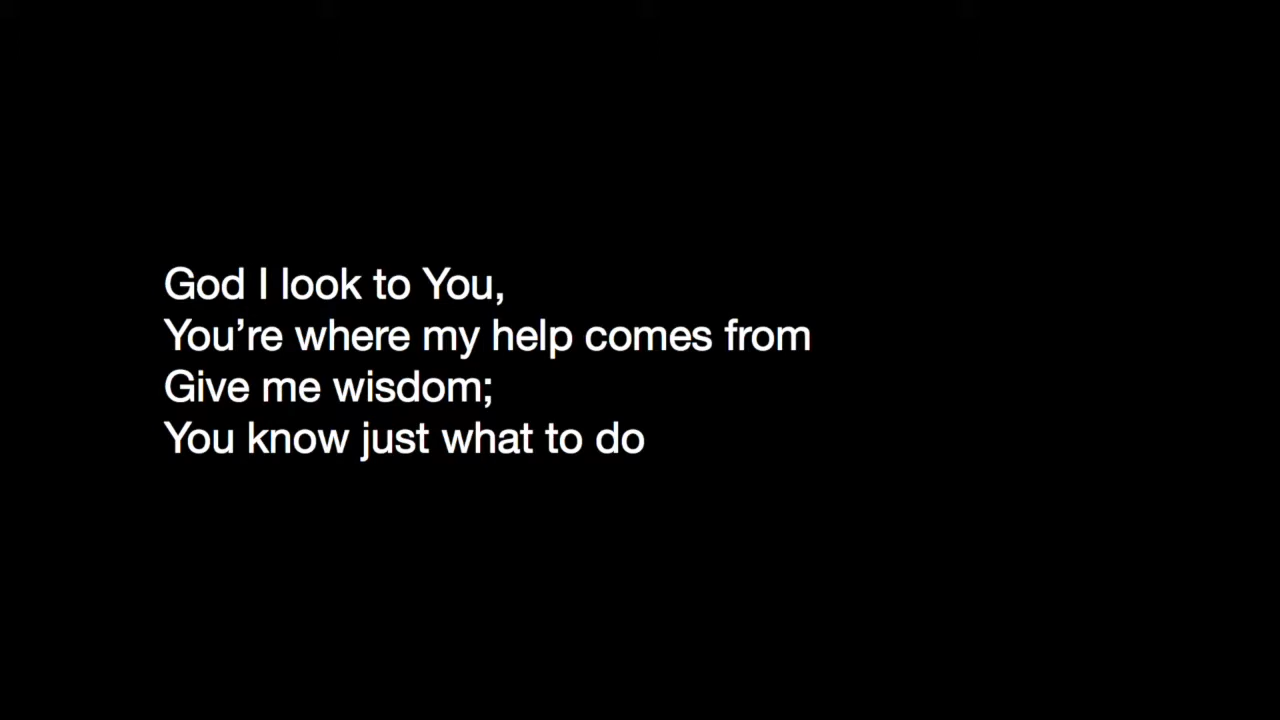 God I look to You,
You’re where my help comes from
Give me wisdom;
You know just what to do